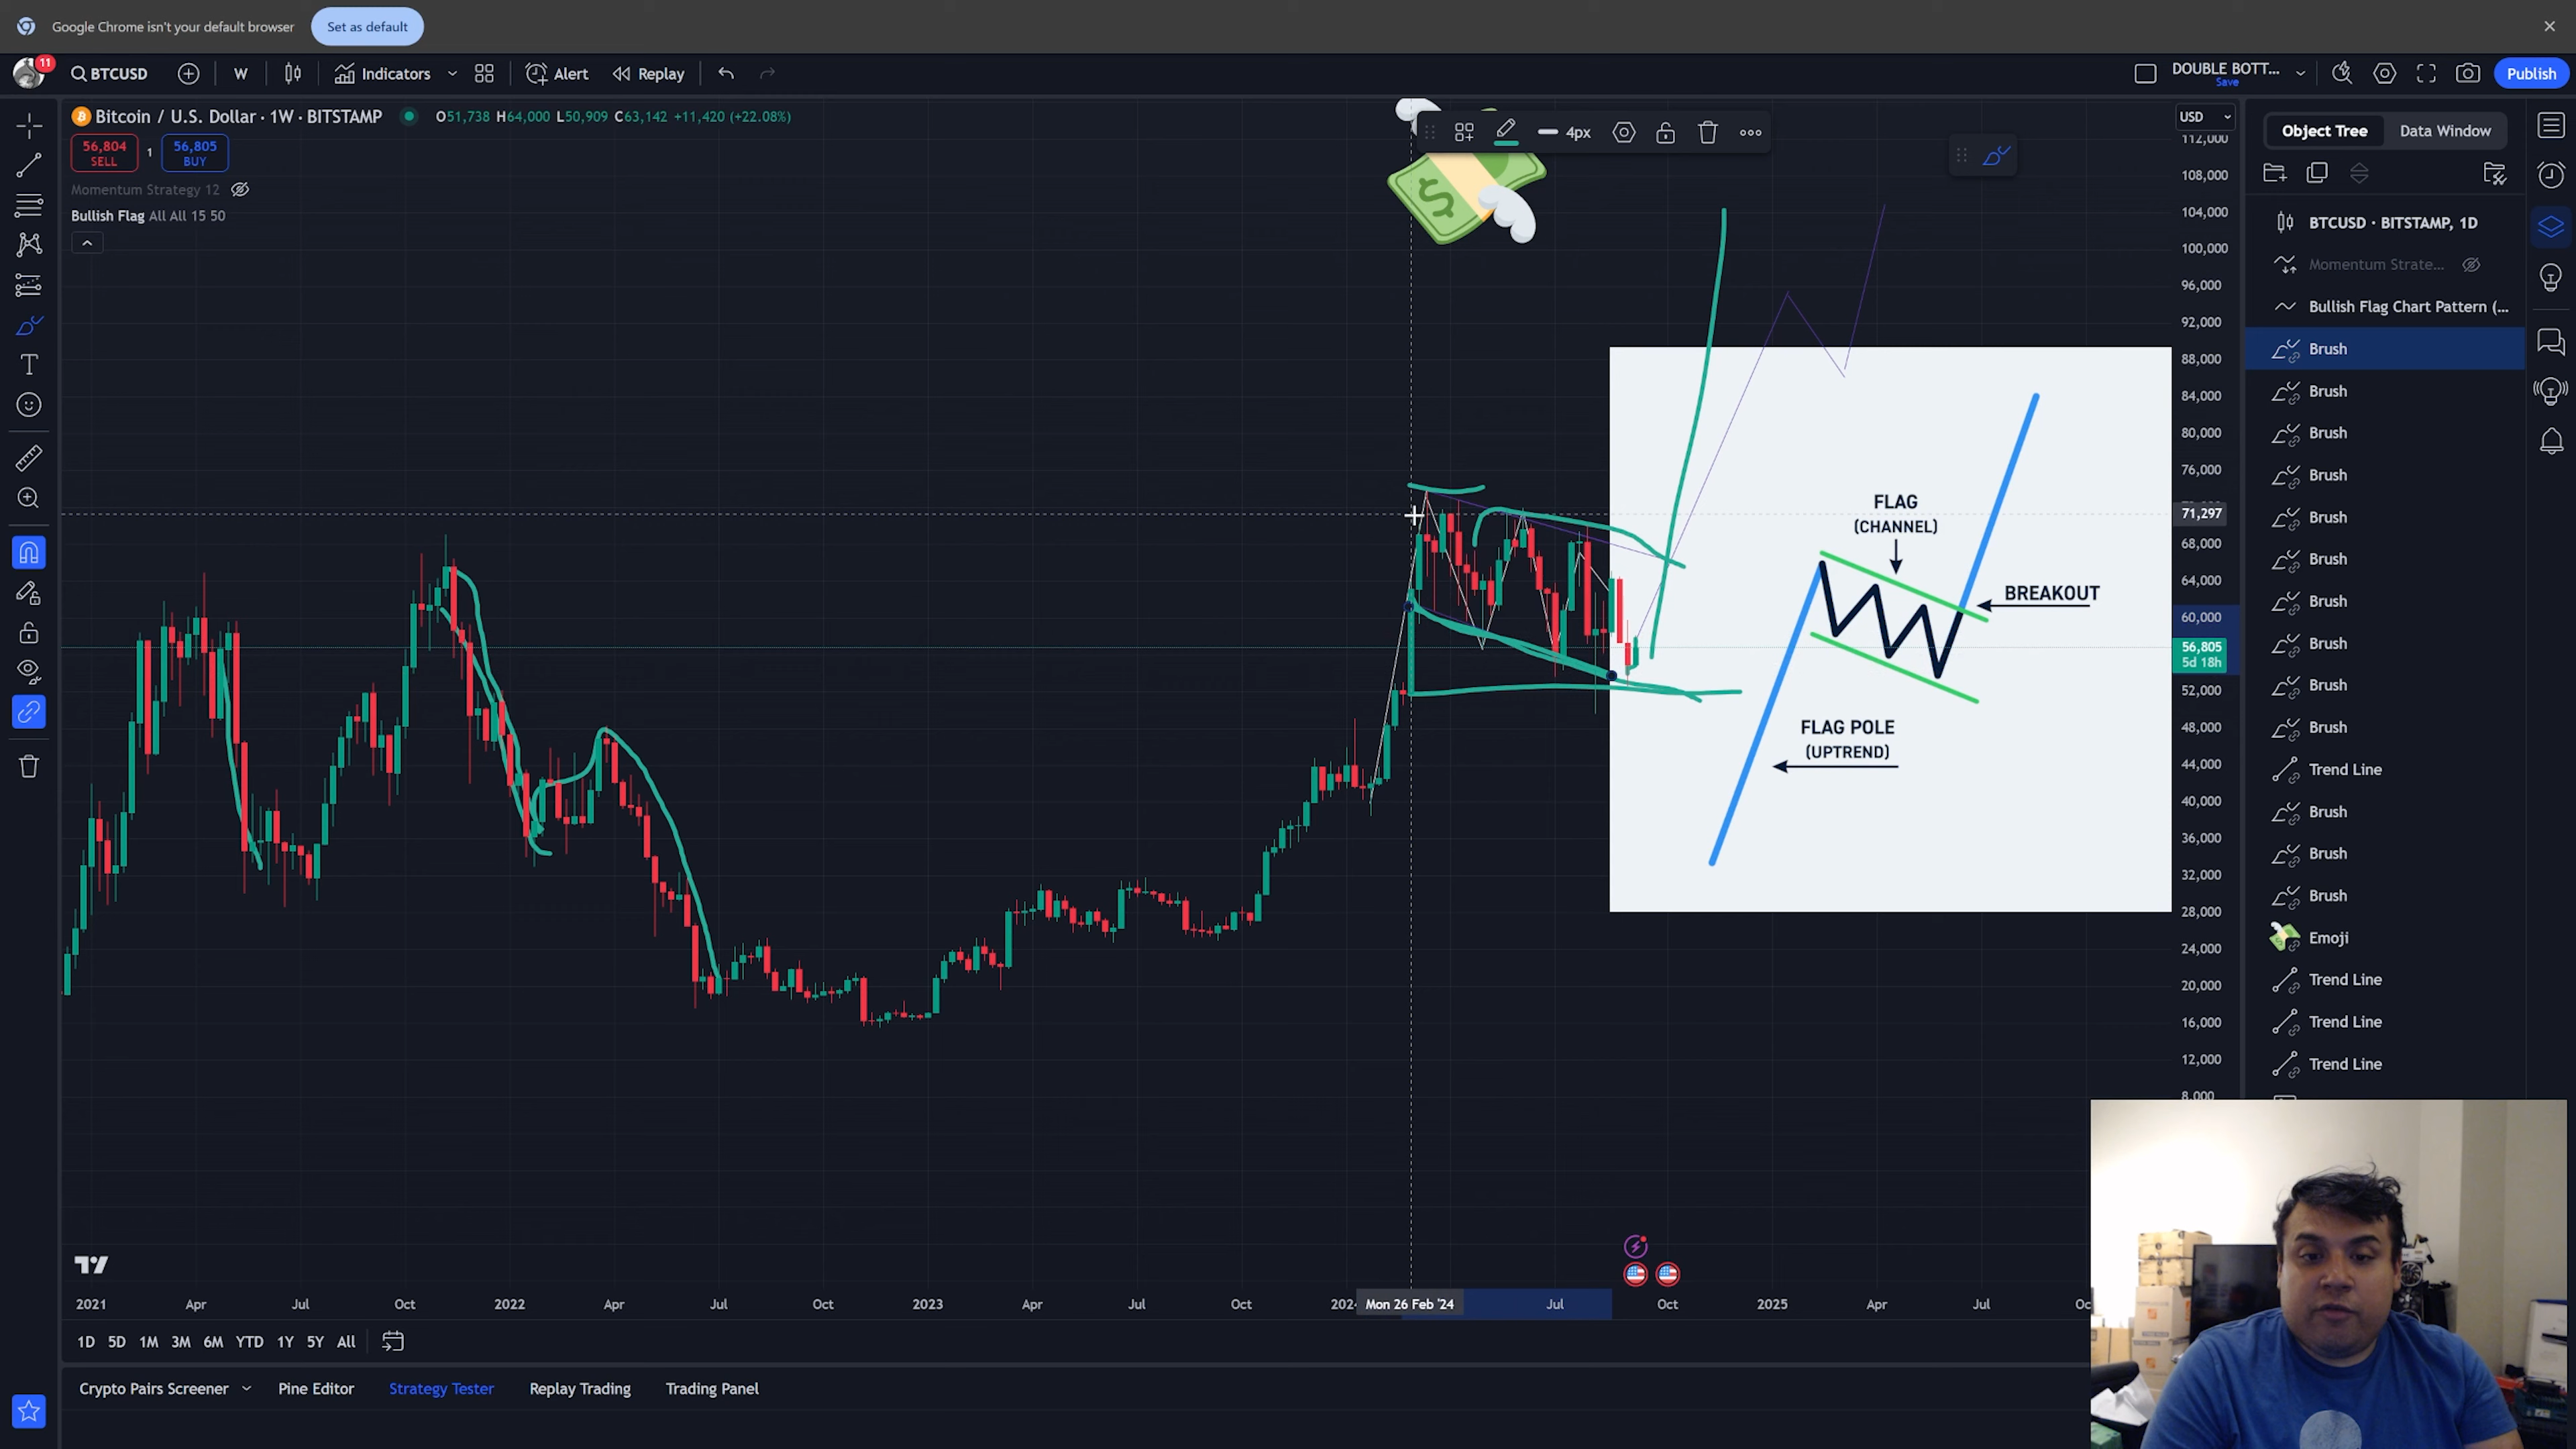 Google Chrome isn't your default browser Set as default
11 BTCUSD W Indicators Alert Replay DOUBLE BOTT... Save Publish
Bitcoin / U.S. Dollar · 1W · BITSTAMP O51,738 H64,000 L50,909 C63,142 +11,420 (+22.08%)
56,804 SELL 1 56,805 BUY
Momentum Strategy 12
Bullish Flag All All 15 50
4px
USD
112,000
108,000
104,000
100,000
96,000
92,000
88,000
84,000
80,000
76,000
71,297
68,000
64,000
60,000
56,805
5d 18h
52,000
48,000
44,000
40,000
36,000
32,000
28,000
24,000
20,000
16,000
12,000
8,000
FLAG
(CHANNEL)
BREAKOUT
FLAG POLE
(UPTREND)
Object Tree Data Window
BTCUSD · BITSTAMP, 1D
Momentum Strate...
Bullish Flag Chart Pattern (...
Brush
Brush
Brush
Brush
Brush
Brush
Brush
Brush
Brush
Brush
Trend Line
Brush
Brush
Brush
Emoji
Trend Line
Trend Line
Trend Line
2021 Apr Jul Oct 2022 Apr Jul Oct 2023 Apr Jul Oct 2024 Mon 26 Feb '24 Jul Oct 2025 Apr Jul Oc
1D 5D 1M 3M 6M YTD 1Y 5Y All
Crypto Pairs Screener Pine Editor Strategy Tester Replay Trading Trading Panel